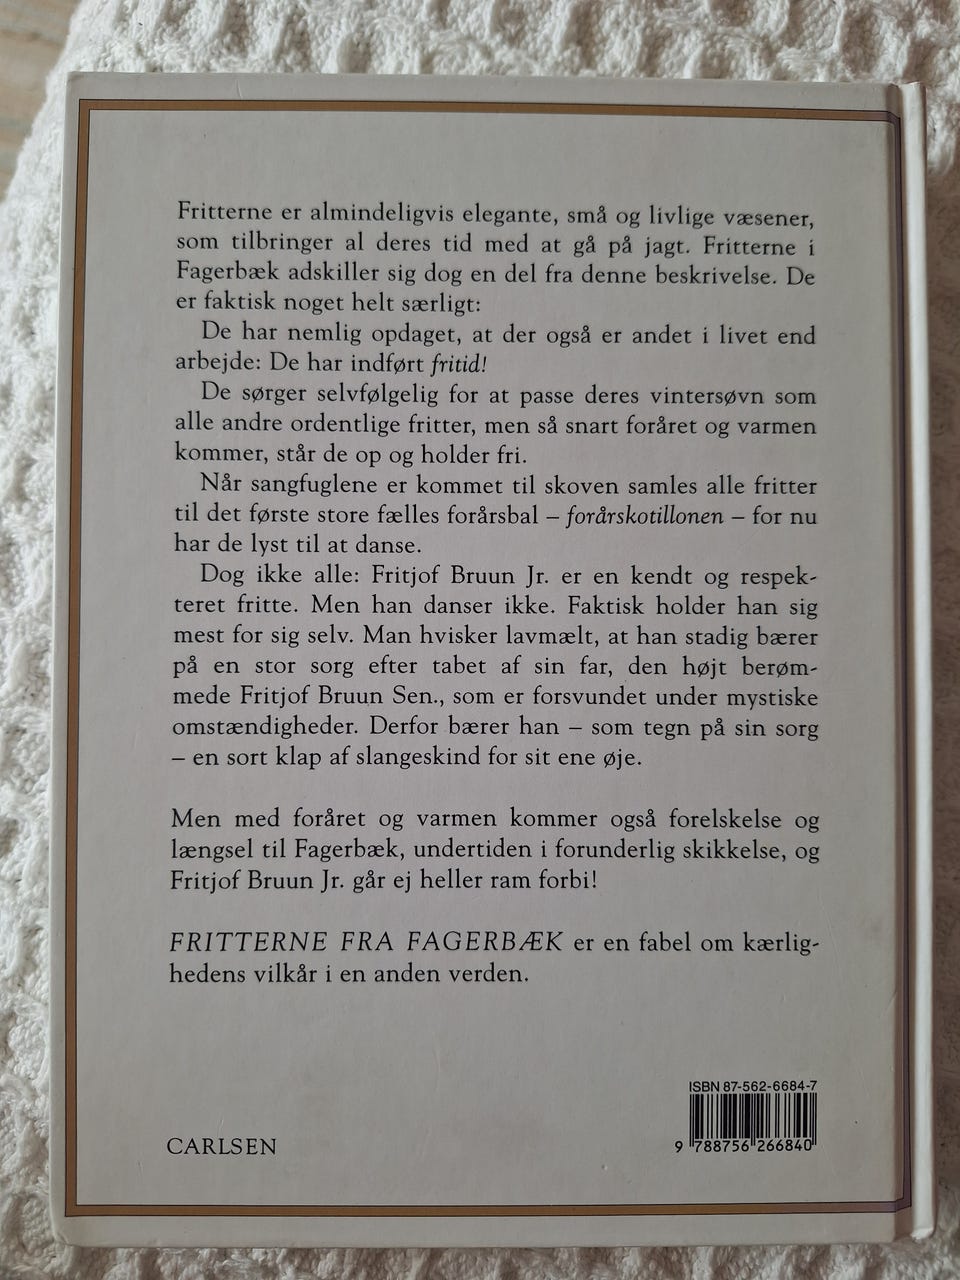 Fritterne er almindeligvis elegante, små og livlige væsener,
som tilbringer al deres tid med at gå på jagt. Fritterne i
Fagerbæk adskiller sig dog en del fra denne beskrivelse. De
er faktisk noget helt særligt:
De har nemlig opdaget, at der også er andet i livet end
arbejde: De har indført fritid!
De sørger selvfølgelig for at passe deres vintersøvn som
alle andre ordentlige fritter, men så snart foråret og varmen
kommer, står de op og holder fri.
Når sangfuglene er kommet til skoven samles alle fritter
til det første store fælles forårsbal – forårskotillonen – for nu
har de lyst til at danse.
Dog ikke alle: Fritjof Bruun Jr. er en kendt og respek-
teret fritte. Men han danser ikke. Faktisk holder han sig
mest for sig selv. Man hvisker lavmælt, at han stadig bærer
på en stor sorg efter tabet af sin far, den højt berøm-
mede Fritjof Bruun Sen., som er forsvundet under mystiske
omstændigheder. Derfor bærer han – som tegn på sin sorg
– en sort klap af slangeskind for sit ene øje.
Men med foråret og varmen kommer også forelskelse og
længsel til Fagerbæk, undertiden i forunderlig skikkelse, og
Fritjof Bruun Jr. går ej heller ram forbi!
FRITTERNE FRA FAGERBÆK er en fabel om kærlig-
hedens vilkår i en anden verden.
ISBN 87-562-6684-7
9 788756 266840
CARLSEN